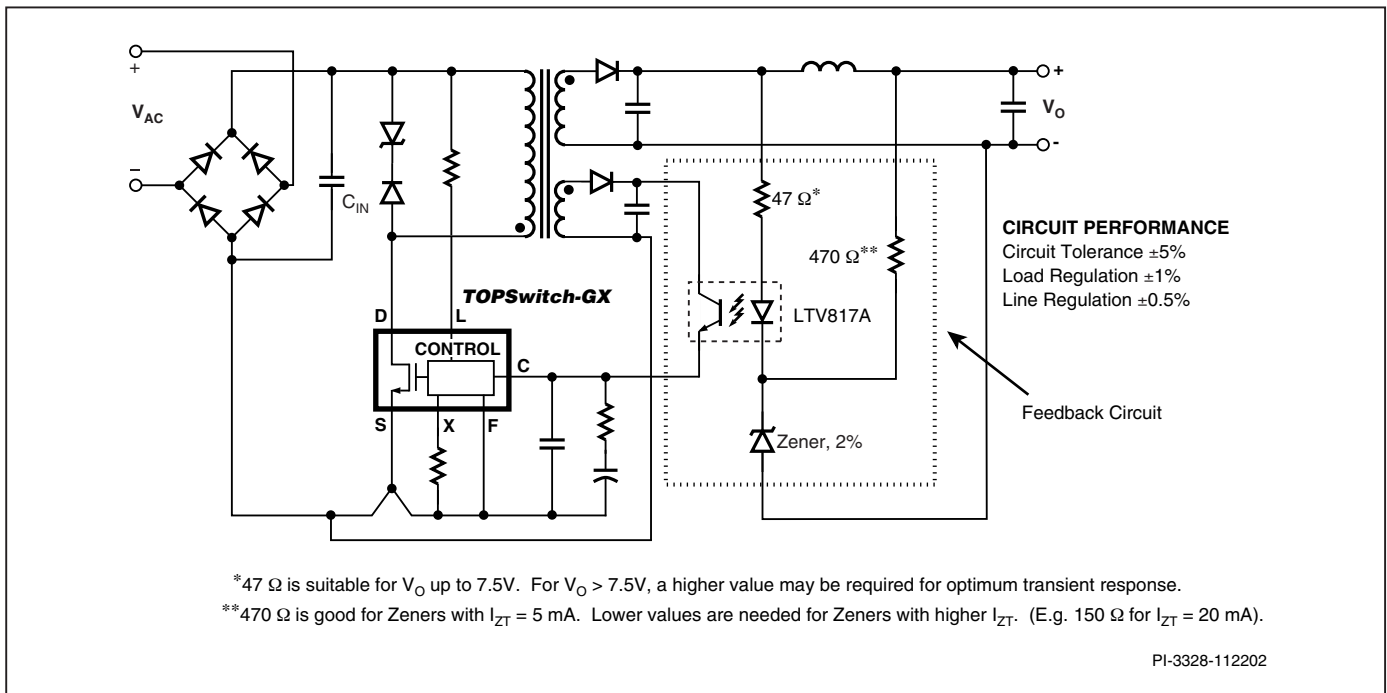 +
V_AC
−
C_IN
TOPSwitch-GX
D
L
CONTROL
C
S
X
F
+
V_O
-
47 Ω*
470 Ω**
LTV817A
Zener, 2%
CIRCUIT PERFORMANCE
Circuit Tolerance ±5%
Load Regulation ±1%
Line Regulation ±0.5%
Feedback Circuit
*47 Ω is suitable for V_O up to 7.5V. For V_O > 7.5V, a higher value may be required for optimum transient response.
**470 Ω is good for Zeners with I_ZT = 5 mA. Lower values are needed for Zeners with higher I_ZT. (E.g. 150 Ω for I_ZT = 20 mA).
PI-3328-112202